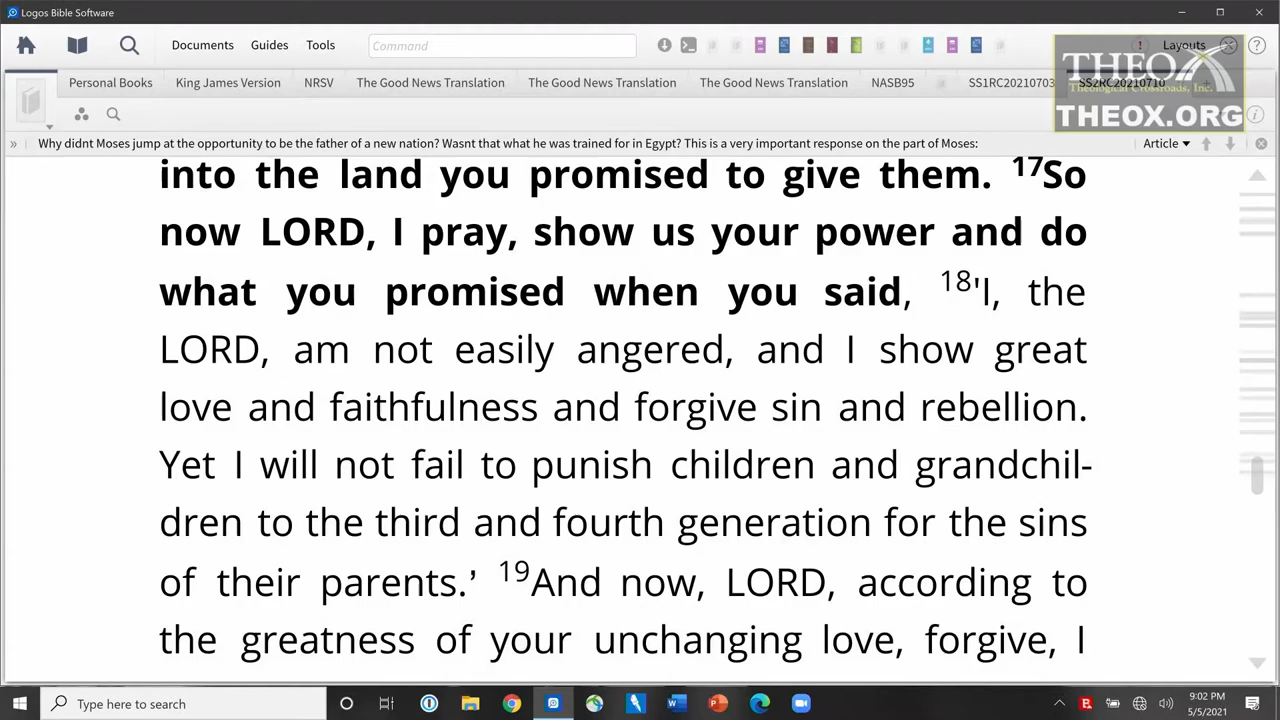 Logos Bible Software
Documents Guides Tools Command Layouts
Personal Books King James Version NRSV The Good News Translation The Good News Translation The Good News Translation NASB95 SS1RC20210703 SS2RC20210710
THEOX
Theological Crossroads, Inc.
THEOX.ORG
Why didnt Moses jump at the opportunity to be the father of a new nation? Wasnt that what he was trained for in Egypt? This is a very important response on the part of Moses: Article
into the land you promised to give them. 17So
now LORD, I pray, show us your power and do
what you promised when you said, 18'I, the
LORD, am not easily angered, and I show great
love and faithfulness and forgive sin and rebellion.
Yet I will not fail to punish children and grandchil-
dren to the third and fourth generation for the sins
of their parents.’ 19And now, LORD, according to
the greatness of your unchanging love, forgive, I
Type here to search
9:02 PM
5/5/2021